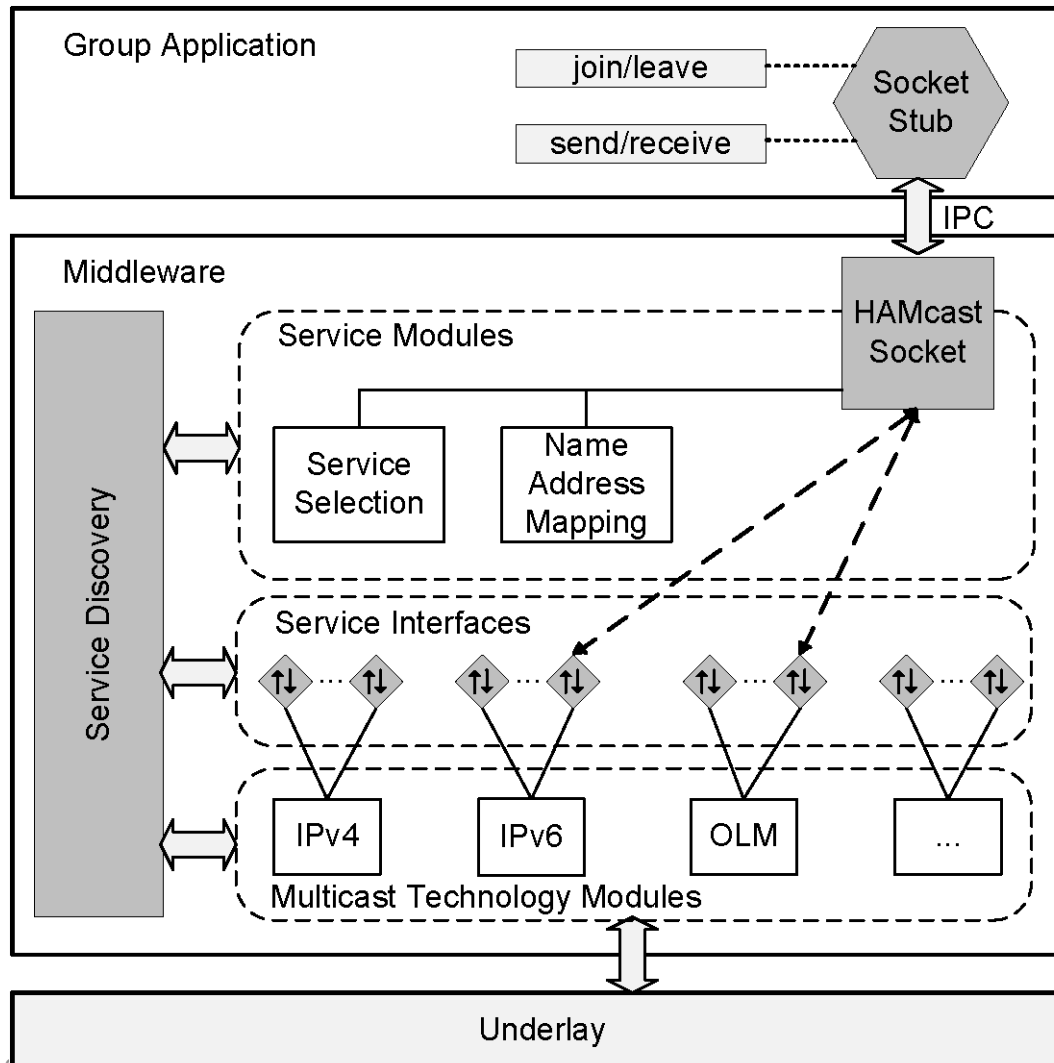 Group Application
join/leave
send/receive
Socket
Stub
IPC
Middleware
Service Discovery
Service Modules
HAMcast
Socket
Service
Selection
Name
Address
Mapping
Service Interfaces
... ... ... ...
IPv4
IPv6
OLM
...
Multicast Technology Modules
Underlay